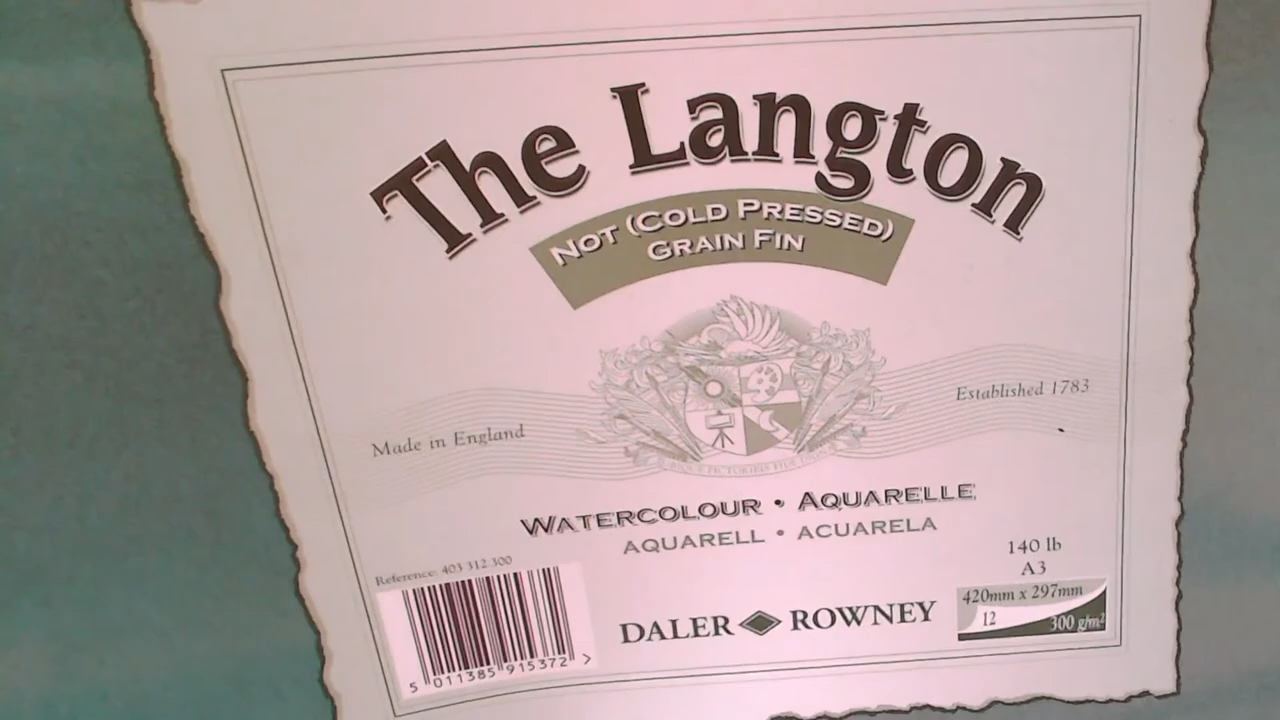 The Langton
NOT (COLD PRESSED)
GRAIN FIN
Made in England
Established 1783
WATERCOLOUR • AQUARELLE
AQUARELL • ACUARELA
Reference: 403 312 300
140 lb
A3
420mm x 297mm
12
300 g/m²
DALER ROWNEY
5 011385 915372 >